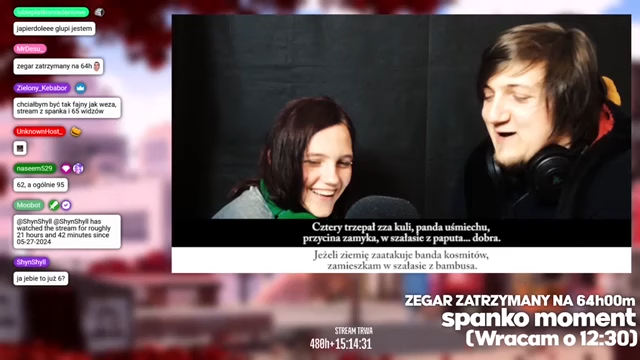 japierdoleee glupi jestem
MrDesu_
zegar zatrzymany na 64h
Zielony_Kebabor
chciałbym być tak fajny jak weza,
stream z spanka i 65 widzów
UnknownHost_
naseem529
62, a ogólnie 95
Moobot
@ShynShyll @ShynShyll has
watched the stream for roughly
21 hours and 42 minutes since
05-27-2024
ShynShyll
ja jebie to już 6?
Cztery trzepał zza kuli, panda uśmiechu,
przycina zamyka, w szałasie z paputa... dobra.
Jeżeli ziemię zaatakuje banda kosmitów,
zamieszkam w szałasie z bambusa.
ZEGAR ZATRZYMANY NA 64h00m
spanko moment
(Wracam o 12:30)
STREAM TRWA
480h+15:14:31